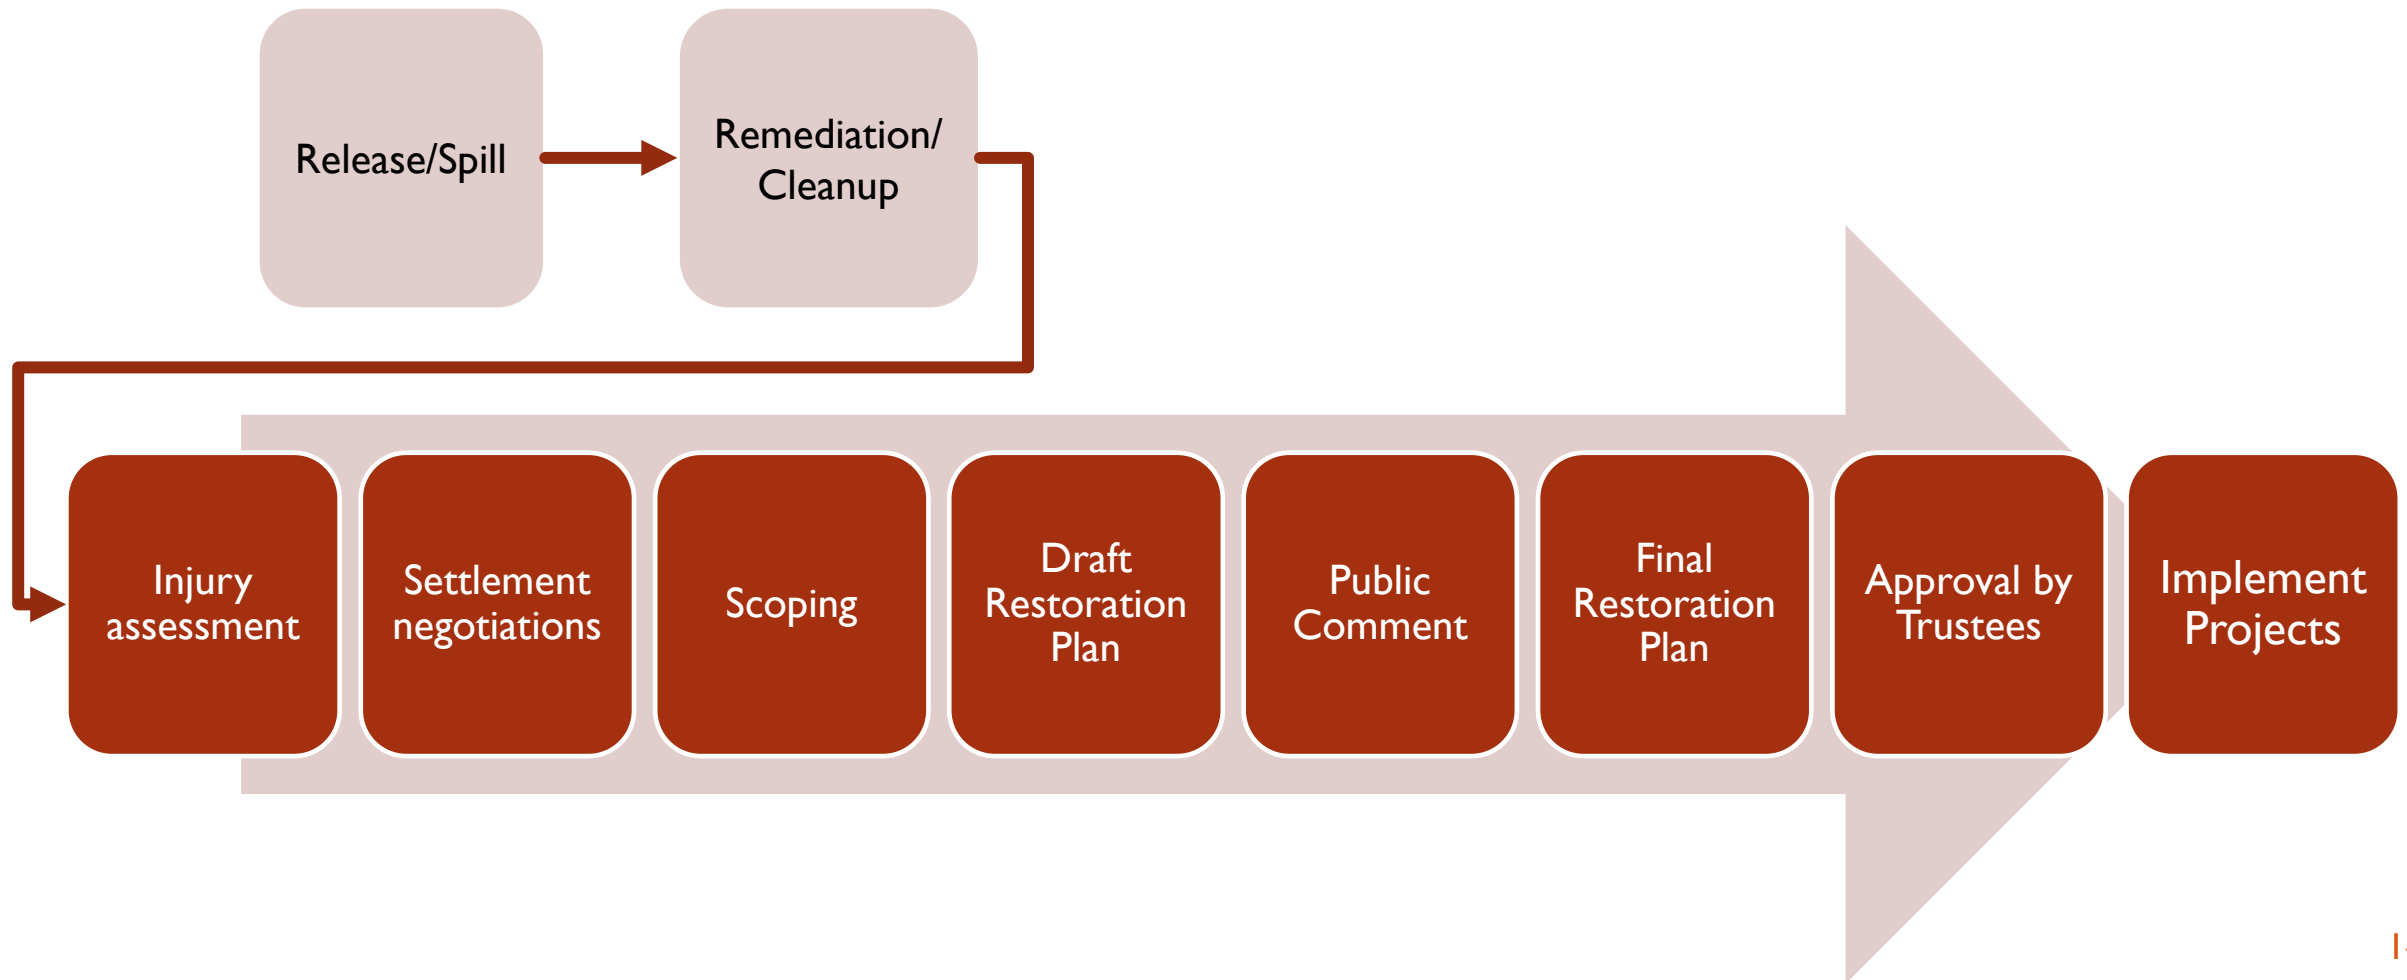 Release/Spill
Remediation/
Cleanup
Injury
assessment
Settlement
negotiations
Scoping
Draft
Restoration
Plan
Public
Comment
Final
Restoration
Plan
Approval by
Trustees
Implement
Projects